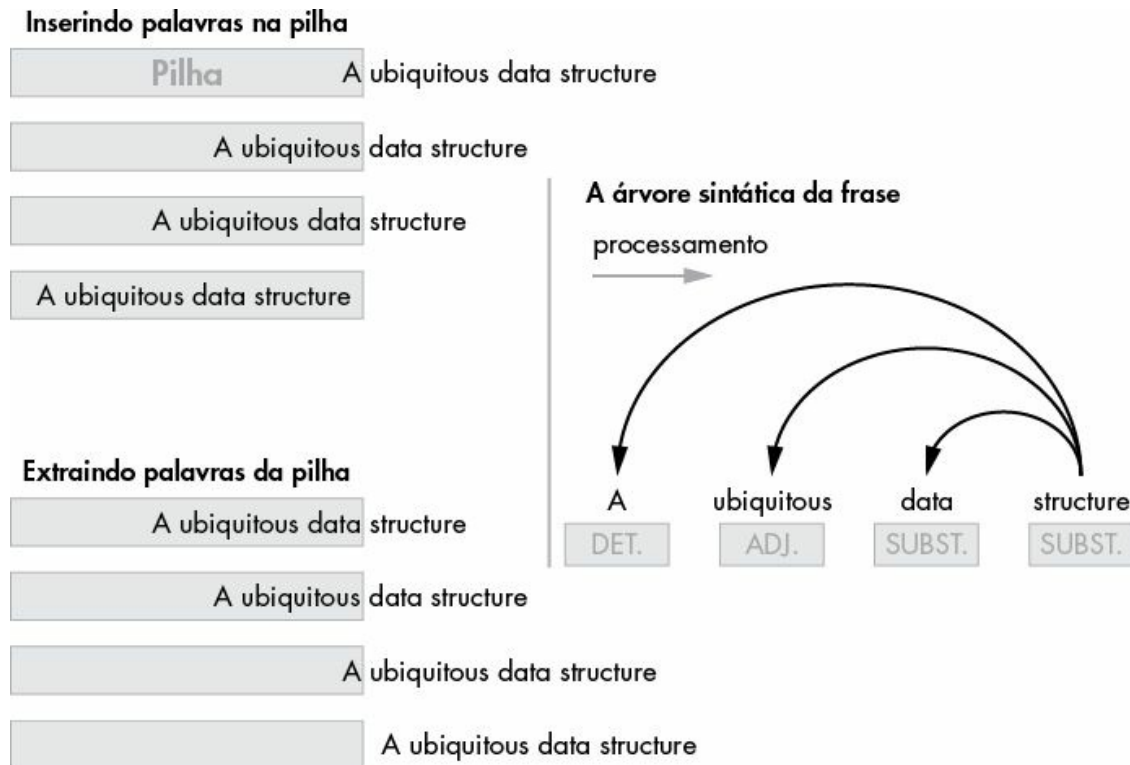 Inserindo palavras na pilha
Pilha A ubiquitous data structure
A ubiquitous data structure
A ubiquitous data structure
A ubiquitous data structure
Extraindo palavras da pilha
A ubiquitous data structure
A ubiquitous data structure
A ubiquitous data structure
A ubiquitous data structure
A árvore sintática da frase
processamento
A ubiquitous data structure
DET. ADJ. SUBST. SUBST.